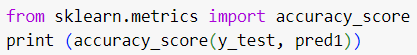 from sklearn.metrics import accuracy_score
print (accuracy_score(y_test, pred1))